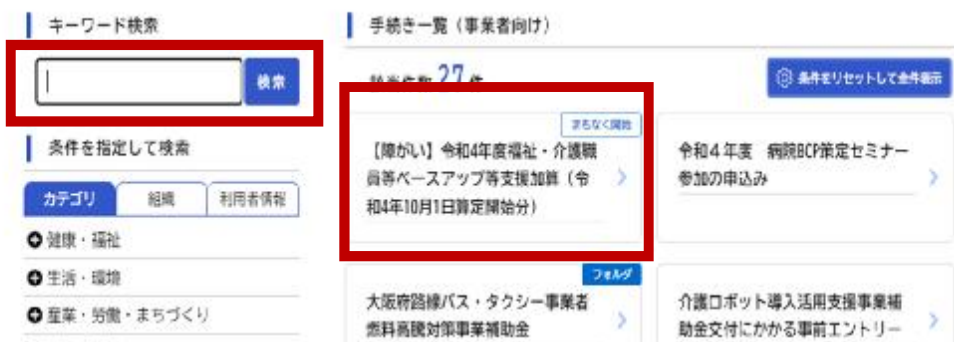 キーワード検索
検索
条件を指定して検索
カテゴリ
組織
利用者情報
健康・福祉
生活・環境
産業・労働・まちづくり
手続き一覧（事業者向け）
該当件数 27 件
条件をリセットして全件表示
まもなく開始
【障がい】令和4年度福祉・介護職
員等ベースアップ等支援加算（令
和4年10月1日算定開始分）
令和4年度　病院BCP策定セミナー
参加の申込み
フォルダ
大阪府路線バス・タクシー事業者
燃料高騰対策事業補助金
介護ロボット導入活用支援事業補
助金交付にかかる事前エントリー